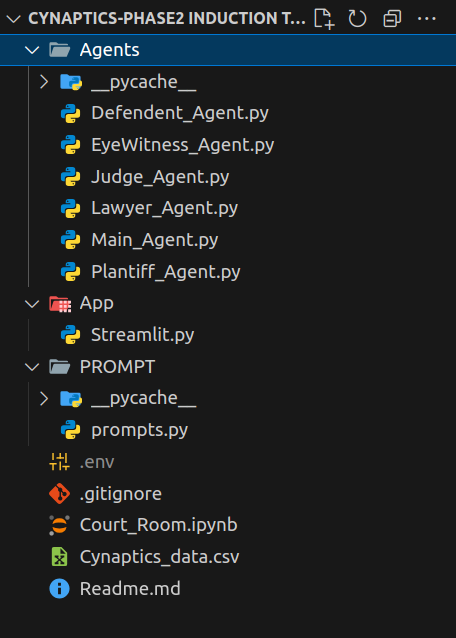 CYNAPTICS-PHASE2 INDUCTION T...
Agents
__pycache__
Defendent_Agent.py
EyeWitness_Agent.py
Judge_Agent.py
Lawyer_Agent.py
Main_Agent.py
Plantiff_Agent.py
App
Streamlit.py
PROMPT
__pycache__
prompts.py
.env
.gitignore
Court_Room.ipynb
Cynaptics_data.csv
Readme.md